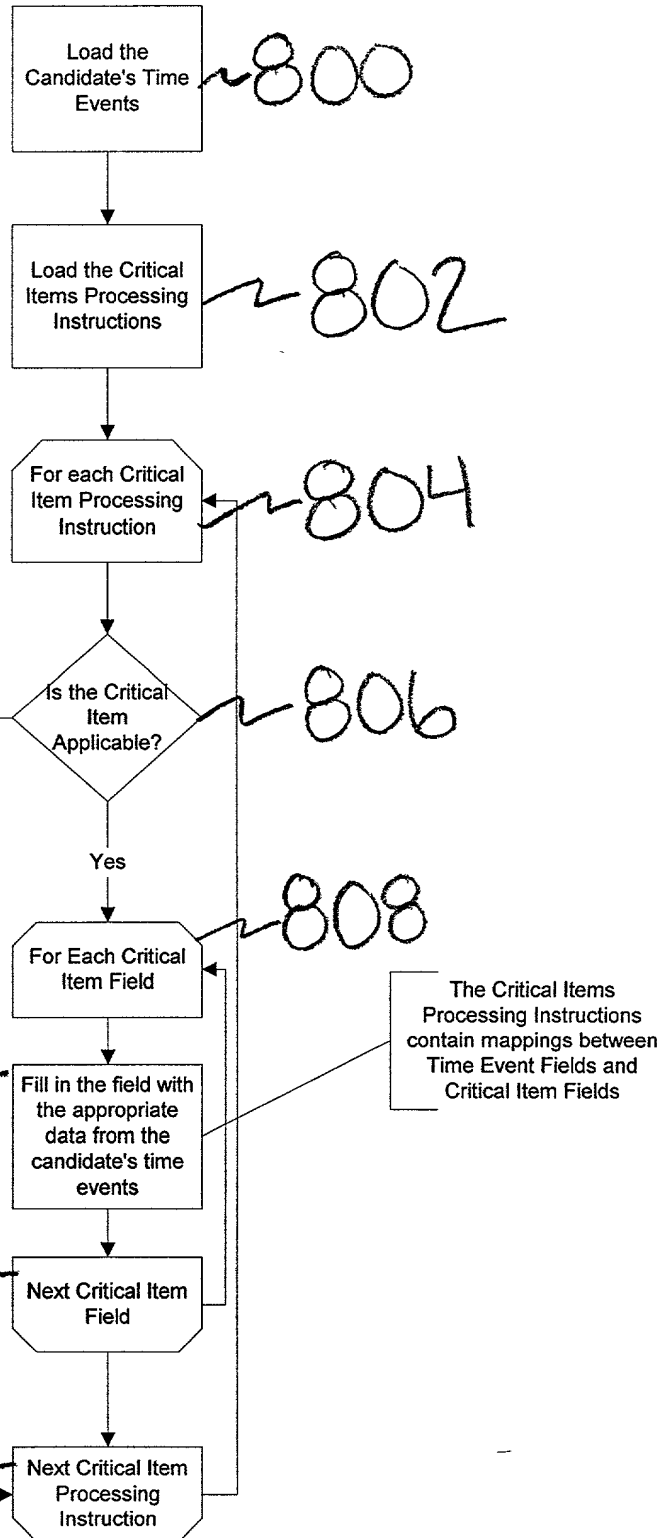 Load the
Candidate's Time
Events
800
Load the Critical
Items Processing
Instructions
802
For each Critical
Item Processing
Instruction
804
Is the Critical
Item
Applicable?
806
Yes
808
For Each Critical
Item Field
The Critical Items
Processing Instructions
contain mappings between
Time Event Fields and
Critical Item Fields
Fill in the field with
the appropriate
data from the
candidate's time
events
Next Critical Item
Field
Next Critical Item
Processing
Instruction